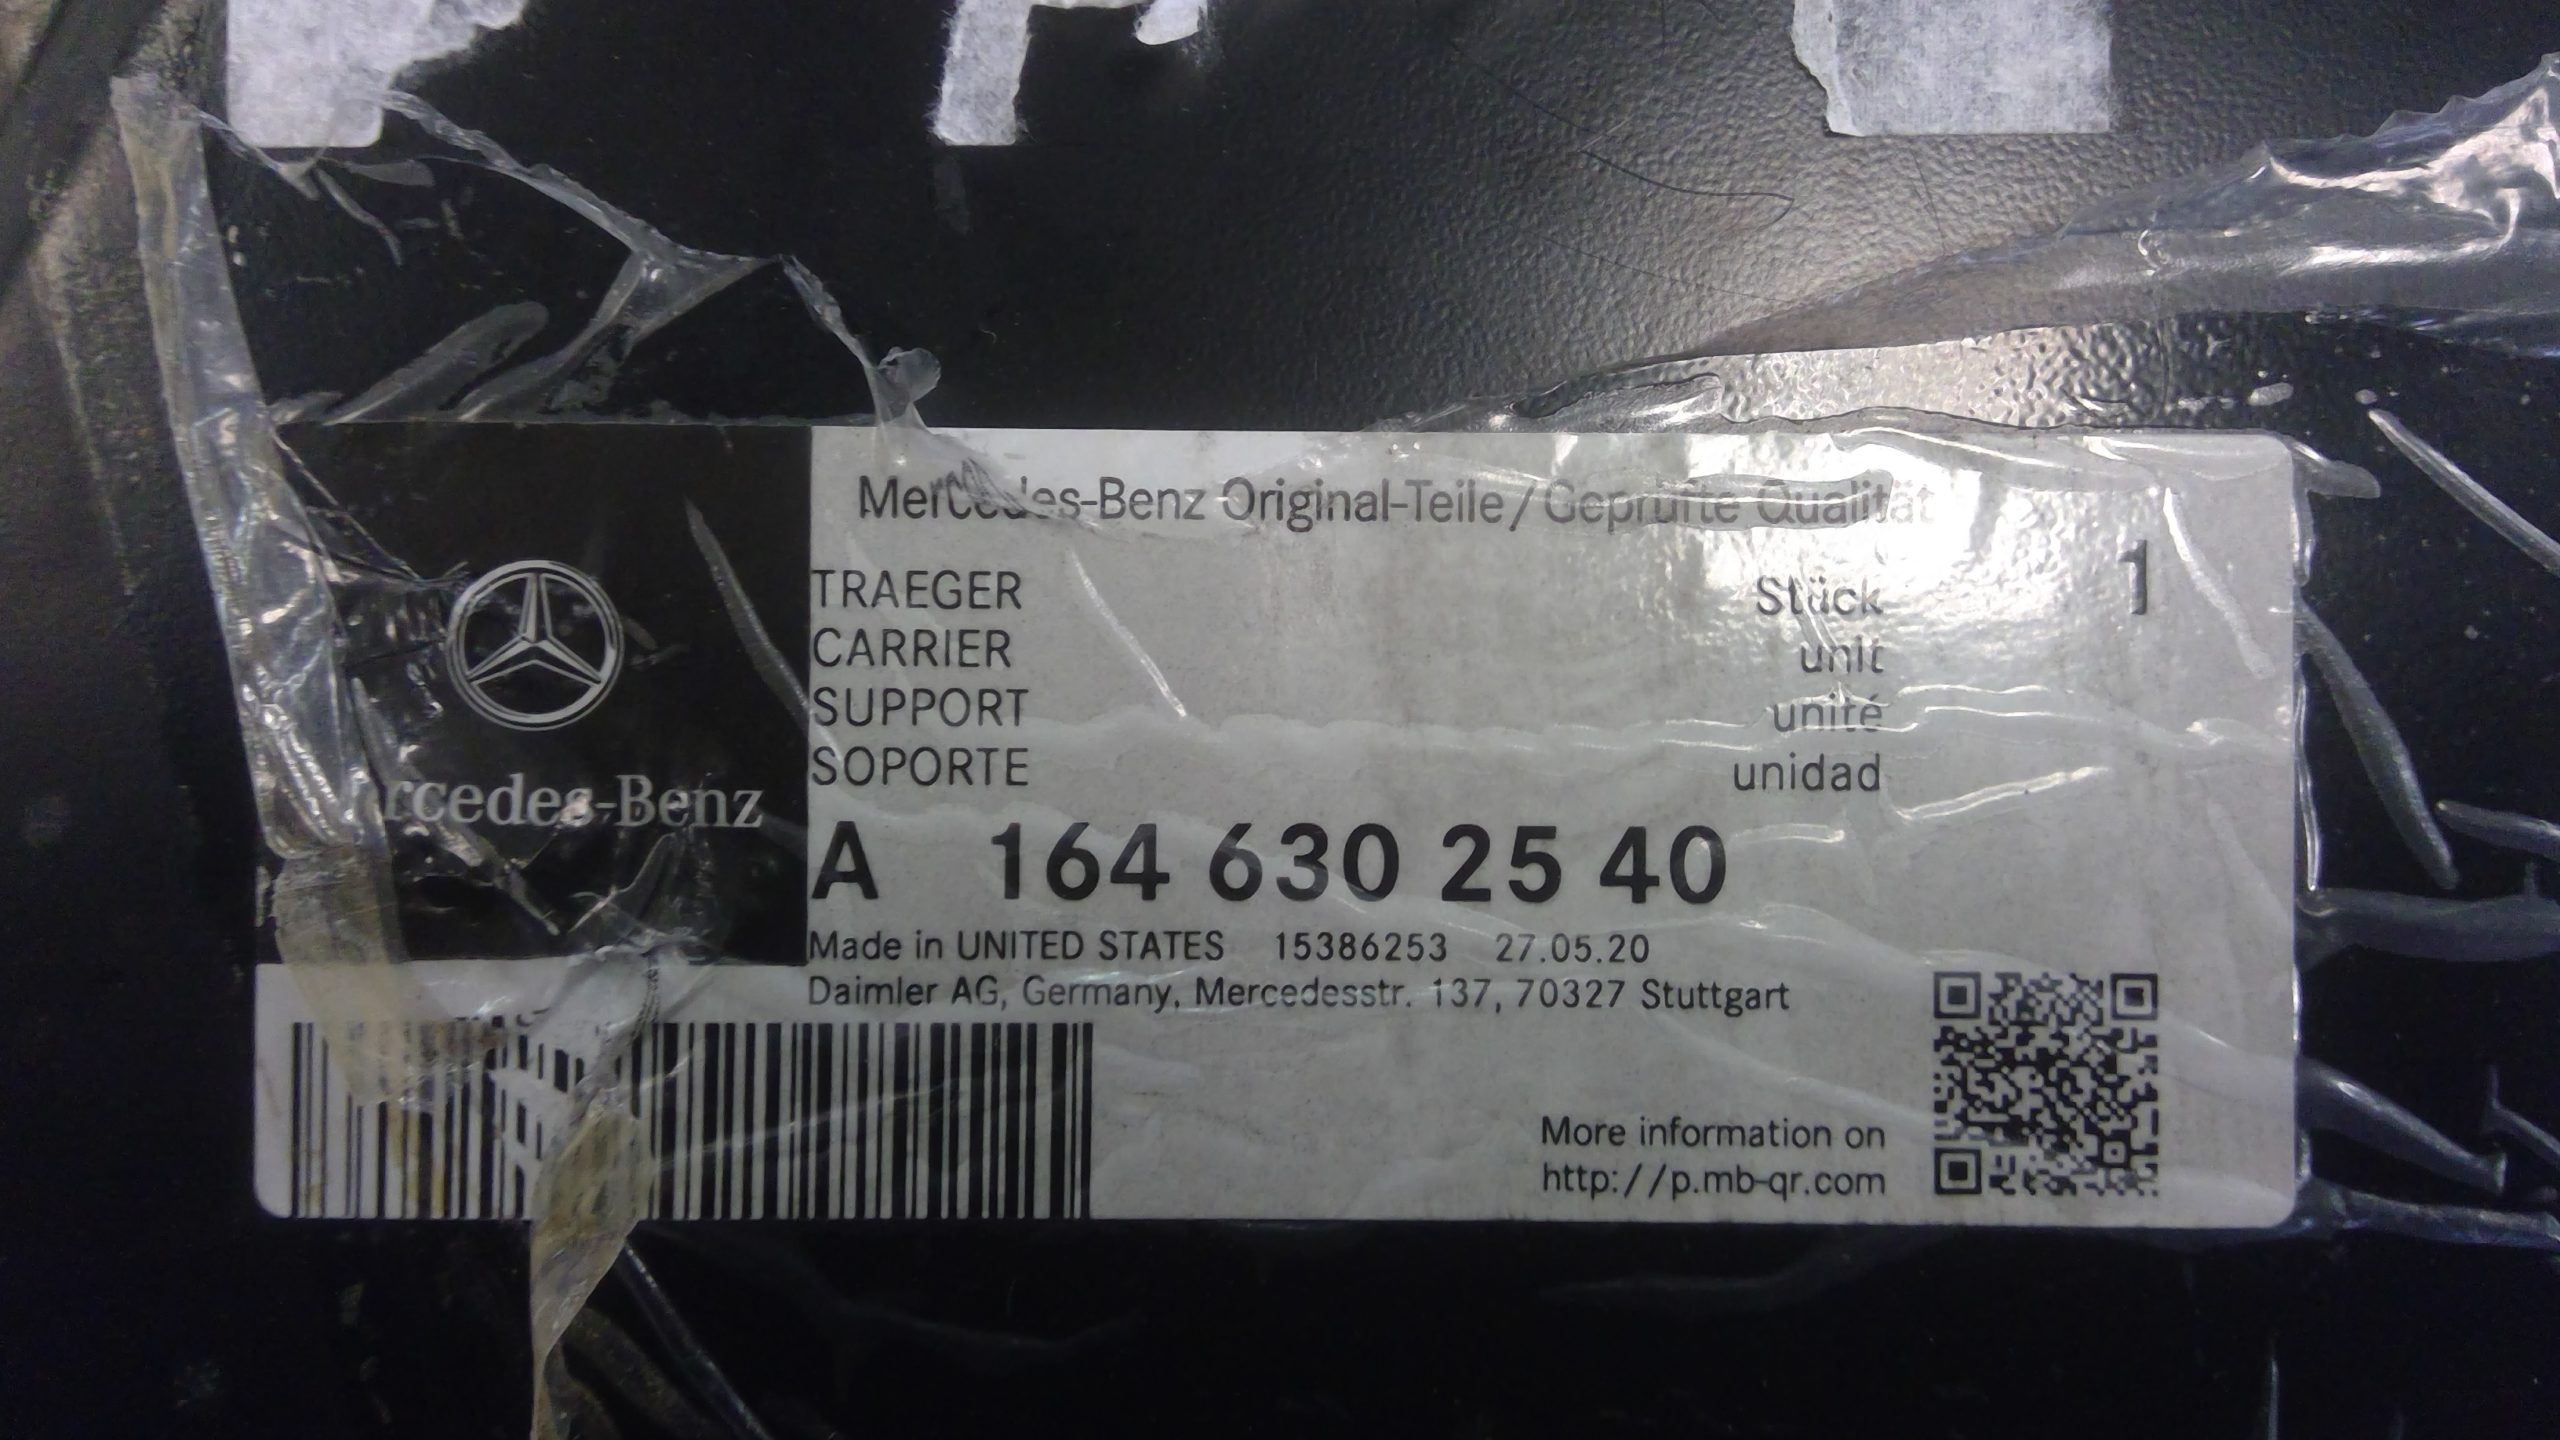 Mercedes-Benz Original-Teile / Geprüfte Qualität
TRAEGER
CARRIER
SUPPORT
SOPORTE
Stück 1
unit
unité
unidad
Mercedes-Benz
A 164 630 25 40
Made in UNITED STATES 15386253 27.05.20
Daimler AG, Germany, Mercedesstr. 137, 70327 Stuttgart
More information on
http://p.mb-qr.com